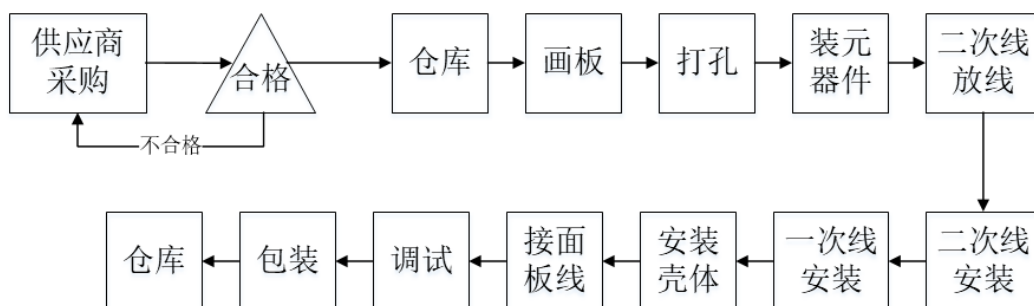 供应商
采购
合格
仓库
画板
打孔
装元
器件
二次线
放线
不合格
二次线
安装
一次线
安装
安装
壳体
接面
板线
调试
包装
仓库